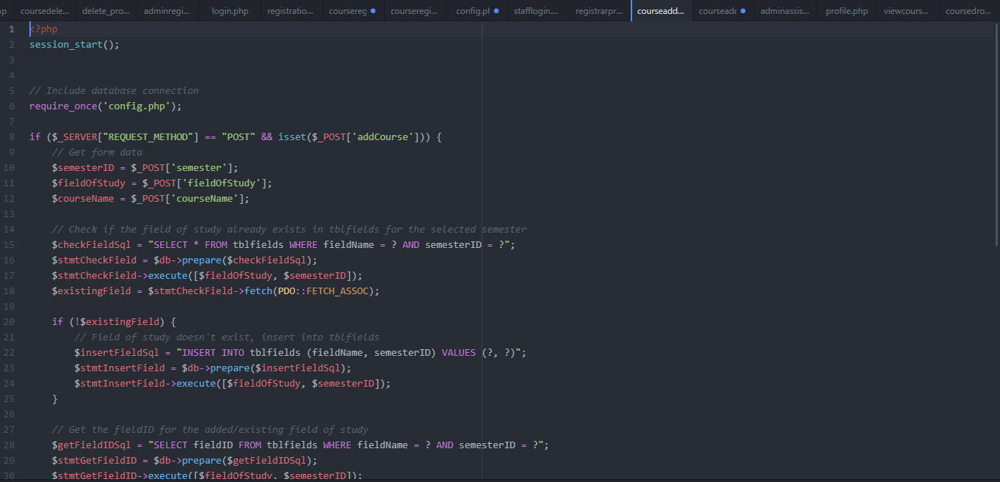 p coursedele... delete_pro... adminregi... login.php registratio... coursereg courseregi... config.pl stafflogin.... registrarpr... courseadd... courseadd adminassis... profile.php viewcours... coursedro...
1 <?php
2 session_start();
3
4
5 // Include database connection
6 require_once('config.php');
7
8 if ($_SERVER["REQUEST_METHOD"] == "POST" && isset($_POST['addCourse'])) {
9 // Get form data
10 $semesterID = $_POST['semester'];
11 $fieldOfStudy = $_POST['fieldOfStudy'];
12 $courseName = $_POST['courseName'];
13
14 // Check if the field of study already exists in tblfields for the selected semester
15 $checkFieldSql = "SELECT * FROM tblfields WHERE fieldName = ? AND semesterID = ?";
16 $stmtCheckField = $db->prepare($checkFieldSql);
17 $stmtCheckField->execute([$fieldOfStudy, $semesterID]);
18 $existingField = $stmtCheckField->fetch(PDO::FETCH_ASSOC);
19
20 if (!$existingField) {
21 // Field of study doesn't exist, insert into tblfields
22 $insertFieldSql = "INSERT INTO tblfields (fieldName, semesterID) VALUES (?, ?)";
23 $stmtInsertField = $db->prepare($insertFieldSql);
24 $stmtInsertField->execute([$fieldOfStudy, $semesterID]);
25 }
26
27 // Get the fieldID for the added/existing field of study
28 $getFieldIDSql = "SELECT fieldID FROM tblfields WHERE fieldName = ? AND semesterID = ?";
29 $stmtGetFieldID = $db->prepare($getFieldIDSql);
30 $stmtGetFieldID->execute([$fieldOfStudy, $semesterID]);